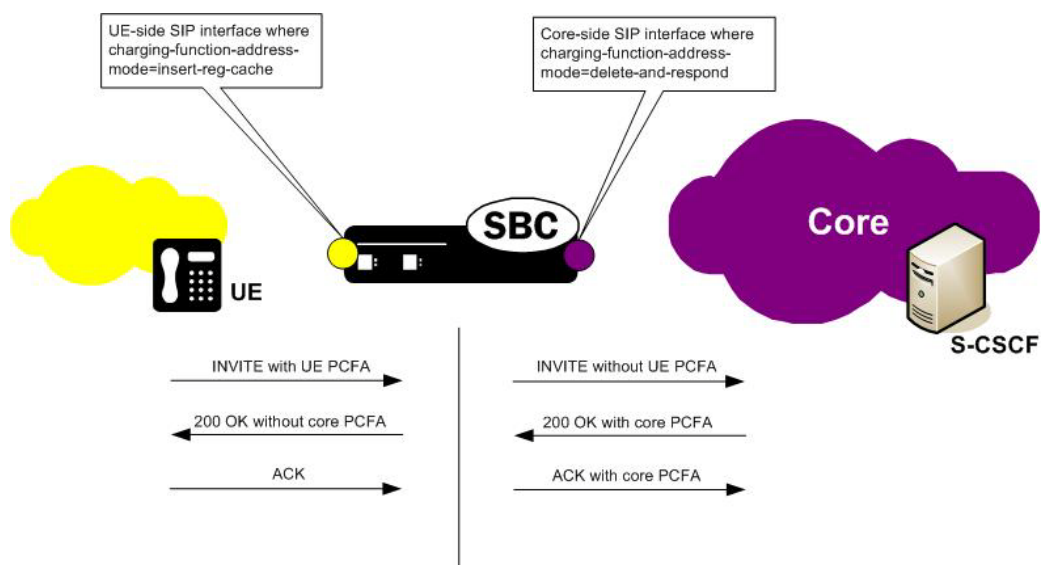 UE-side SIP interface where
charging-function-address-
mode=insert-reg-cache
Core-side SIP interface where
charging-function-address-
mode=delete-and-respond
SBC
Core
UE
S-CSCF
INVITE with UE PCFA
INVITE without UE PCFA
200 OK without core PCFA
200 OK with core PCFA
ACK
ACK with core PCFA